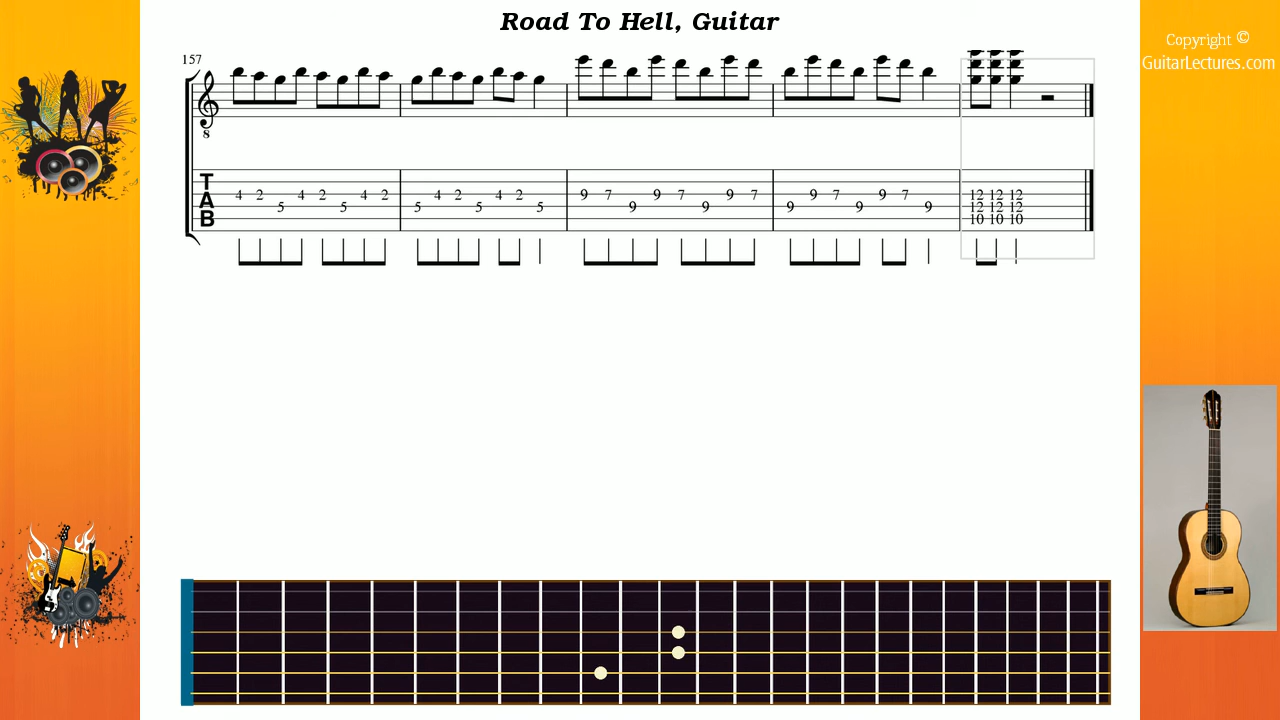 Road To Hell, Guitar
Copyright ©
GuitarLectures.com
157
8
T
A
B
4 2 5 4 2 5 4 2 5 4 2 5 4 2 5 9 7 9 9 7 9 9 7 9 9 7 9 9 7 9 12 12 12
12 12 12
10 10 10